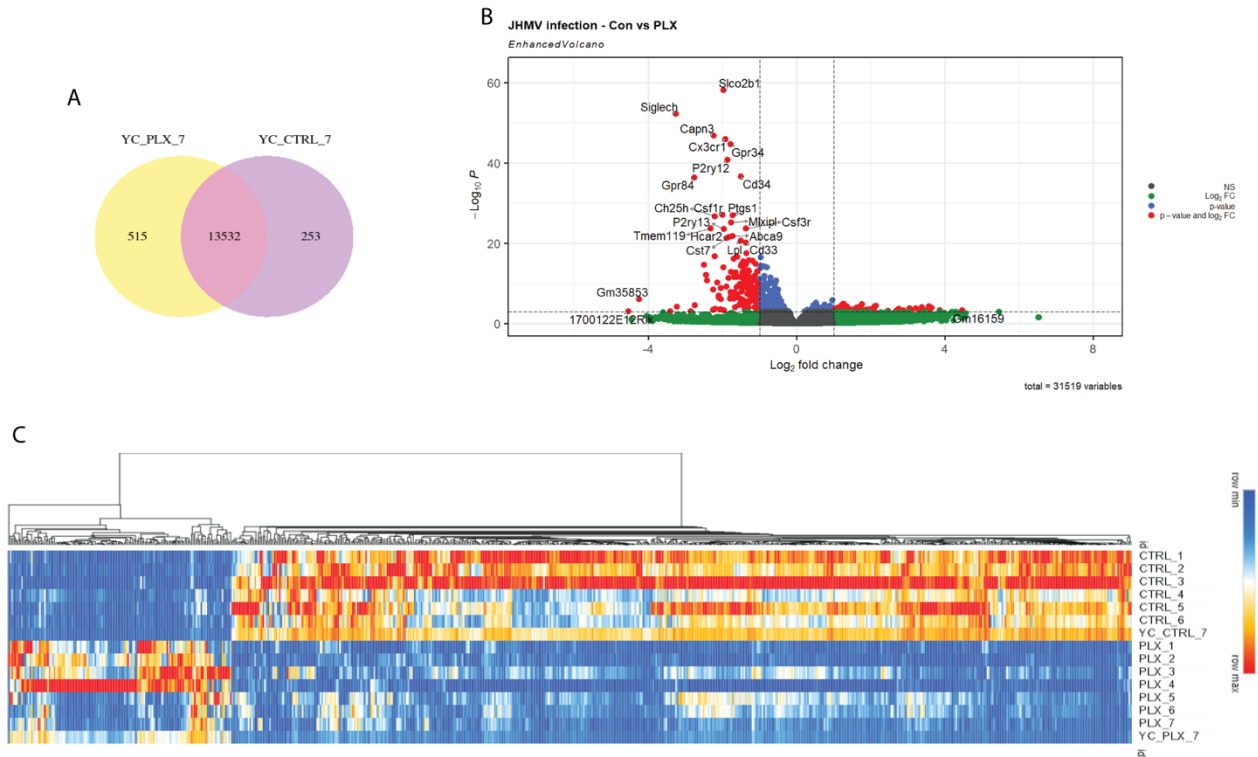 A
YC_PLX_7
YC_CTRL_7
515
13532
253
B
JHMV infection - Con vs PLX
EnhancedVolcano
60
40
20
0
-Log10 P
Slco2b1
Siglech
Capn3
Cx3cr1
Gpr34
P2ry12
Gpr84
Cd34
Ch25h
Csf1r
Ptgs1
P2ry13
Mlxipl
Csf3r
Tmem119
Hcar2
Abca9
Cst7
Lpl
Cd33
Gm35853
1700122E12Rik
Gm16159
-4
0
4
8
Log2 fold change
total = 31519 variables
NS
Log2 FC
p-value
p - value and log2 FC
C
id
CTRL_1
CTRL_2
CTRL_3
CTRL_4
CTRL_5
CTRL_6
YC_CTRL_7
PLX_1
PLX_2
PLX_3
PLX_4
PLX_5
PLX_6
PLX_7
YC_PLX_7
id
row min
row max